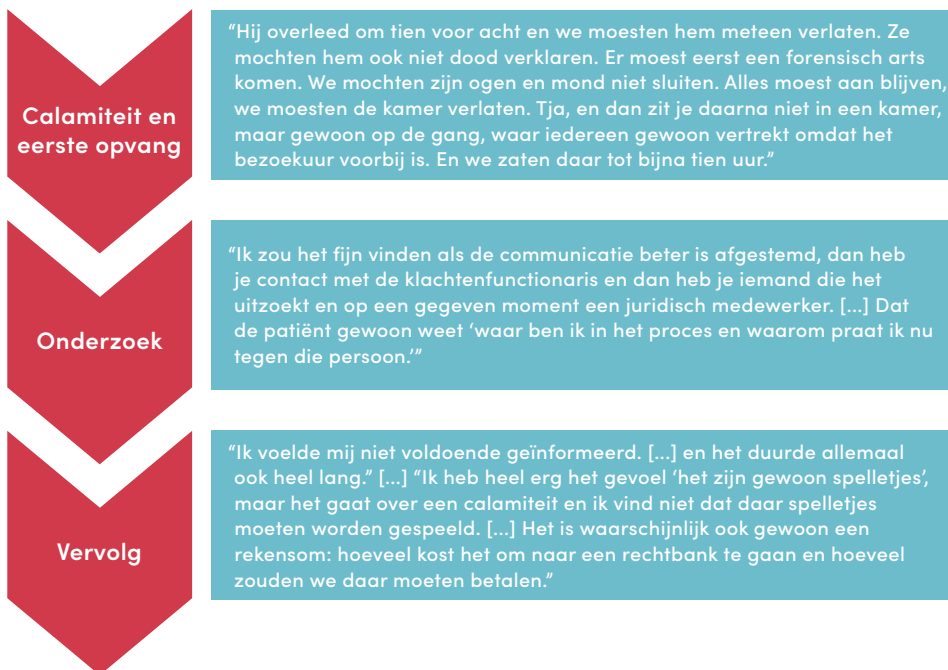 Calamiteit en
eerste opvang
“Hij overleed om tien voor acht en we moesten hem meteen verlaten. Ze
mochten hem ook niet dood verklaren. Er moest eerst een forensisch arts
komen. We mochten zijn ogen en mond niet sluiten. Alles moest aan blijven,
we moesten de kamer verlaten. Tja, en dan zit je daarna niet in een kamer,
maar gewoon op de gang, waar iedereen gewoon vertrekt omdat het
bezoekuur voorbij is. En we zaten daar tot bijna tien uur.”
Onderzoek
“Ik zou het fijn vinden als de communicatie beter is afgestemd, dan heb
je contact met de klachtenfunctionaris en dan heb je iemand die het
uitzoekt en op een gegeven moment een juridisch medewerker. [...] Dat
de patiënt gewoon weet ‘waar ben ik in het proces en waarom praat ik nu
tegen die persoon.’”
Vervolg
“Ik voelde mij niet voldoende geïnformeerd. [...] en het duurde allemaal
ook heel lang.” [...] “Ik heb heel erg het gevoel ‘het zijn gewoon spelletjes’,
maar het gaat over een calamiteit en ik vind niet dat daar spelletjes
moeten worden gespeeld. [...] Het is waarschijnlijk ook gewoon een
rekensom: hoeveel kost het om naar een rechtbank te gaan en hoeveel
zouden we daar moeten betalen.”